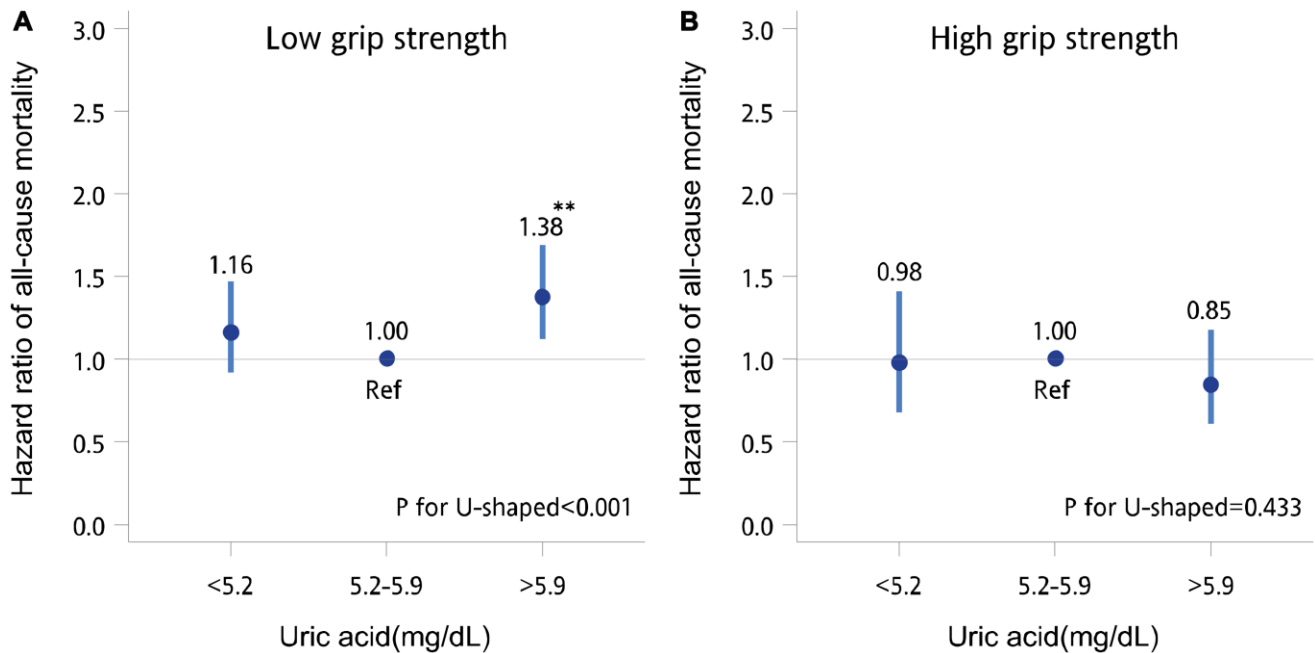 A
Low grip strength
Hazard ratio of all-cause mortality
3.0
2.5
2.0
1.5
1.0
0.5
0.0
1.16
1.00
Ref
1.38**
P for U-shaped<0.001
<5.2
5.2-5.9
>5.9
Uric acid(mg/dL)
B
High grip strength
Hazard ratio of all-cause mortality
3.0
2.5
2.0
1.5
1.0
0.5
0.0
0.98
1.00
Ref
0.85
P for U-shaped=0.433
<5.2
5.2-5.9
>5.9
Uric acid(mg/dL)